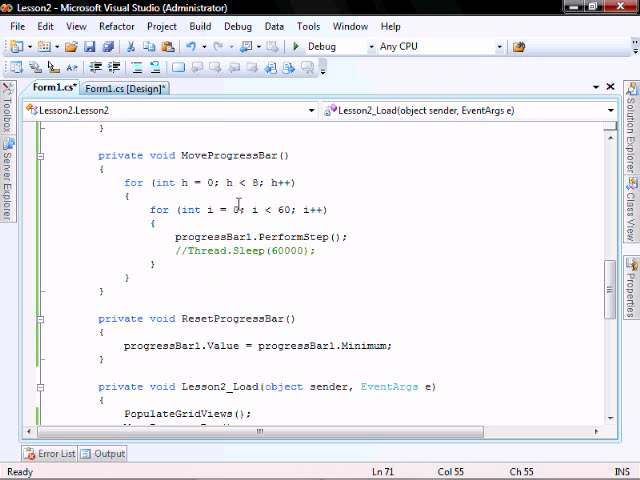 Lesson2 - Microsoft Visual Studio (Administrator)
File Edit View Refactor Project Build Debug Data Tools Window Help
Debug Any CPU
Form1.cs* Form1.cs [Design]*
Lesson2.Lesson2 Lesson2_Load(object sender, EventArgs e)
Toolbox
Server Explorer
}
private void MoveProgressBar()
{
for (int h = 0; h < 8; h++)
{
for (int i = 0; i < 60; i++)
{
progressBar1.PerformStep();
//Thread.Sleep(60000);
}
}
}
private void ResetProgressBar()
{
progressBar1.Value = progressBar1.Minimum;
}
private void Lesson2_Load(object sender, EventArgs e)
{
PopulateGridViews();
Solution Explorer
Class View
Properties
Error List Output
Ready Ln 71 Col 55 Ch 55 INS